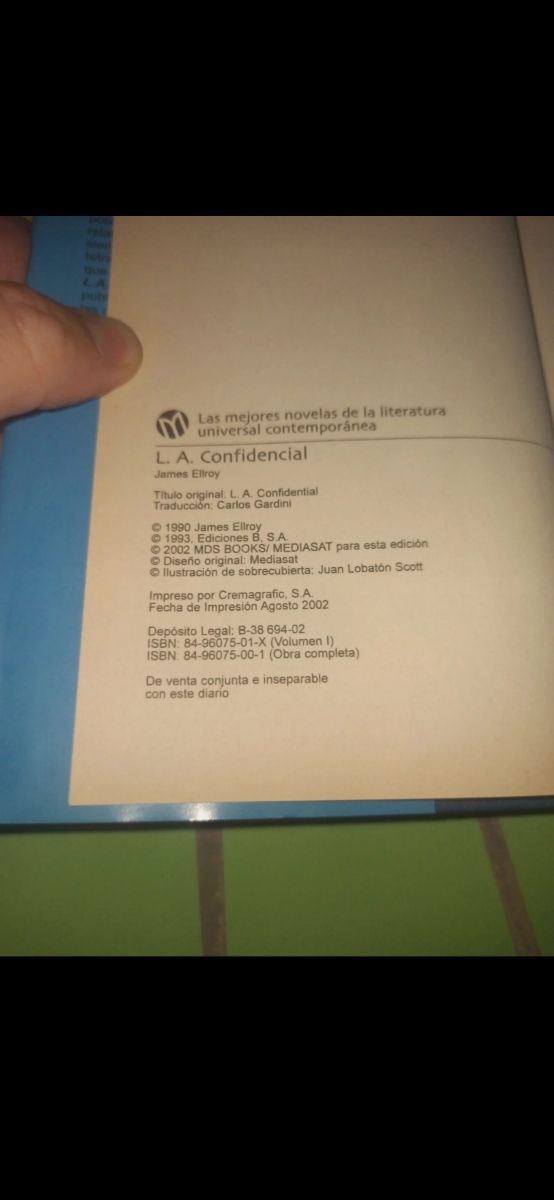 que
L.A.
Las mejores novelas de la literatura
universal contemporánea
L. A. Confidencial
James Ellroy
Título original: L. A. Confidential
Traducción: Carlos Gardini
© 1990 James Ellroy
© 1993, Ediciones B, S.A.
© 2002 MDS BOOKS/ MEDIASAT para esta edición
© Diseño original: Mediasat
© Ilustración de sobrecubierta: Juan Lobatón Scott
Impreso por Cremagrafic, S.A.
Fecha de Impresión Agosto 2002
Depósito Legal: B-38 694-02
ISBN: 84-96075-01-X (Volumen I)
ISBN: 84-96075-00-1 (Obra completa)
De venta conjunta e inseparable
con este diario